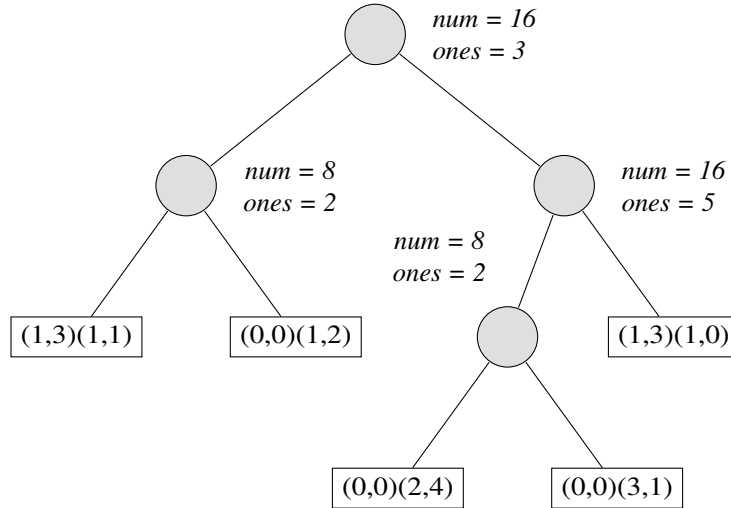 num = 16
ones = 3
num = 8
ones = 2
num = 16
ones = 5
num = 8
ones = 2
(1,3)(1,1)
(0,0)(1,2)
(1,3)(1,0)
(0,0)(2,4)
(0,0)(3,1)